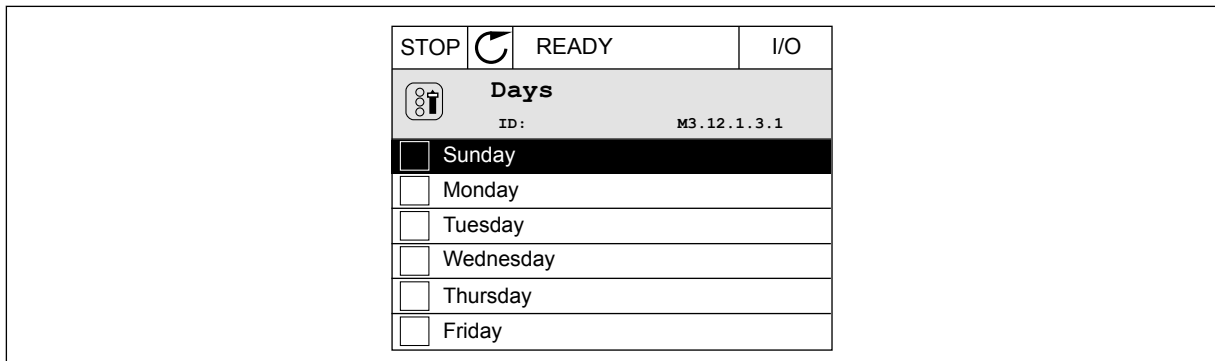 STOP READY I/O
Days
ID: M3.12.1.3.1
Sunday
Monday
Tuesday
Wednesday
Thursday
Friday